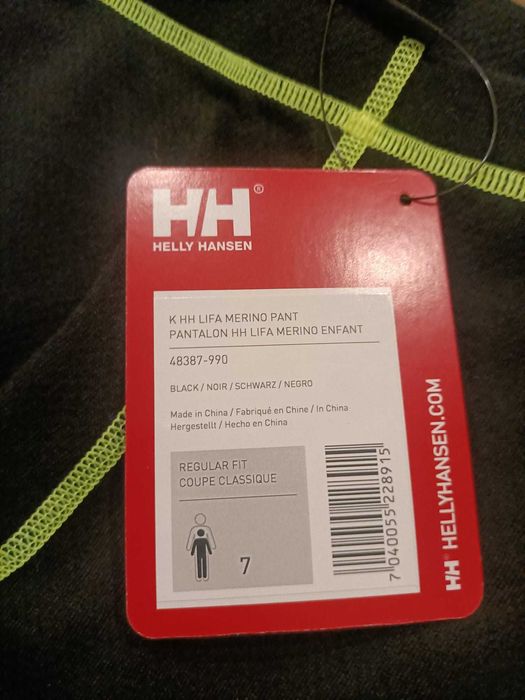 HH®
HELLY HANSEN
K HH LIFA MERINO PANT
PANTALON HH LIFA MERINO ENFANT
48387-990
BLACK / NOIR / SCHWARZ / NEGRO
Made in China / Fabriqué en Chine / In China
Hergestellt / Hecho en China
REGULAR FIT
COUPE CLASSIQUE
7
7 040055 228915
HH HELLYHANSEN.COM